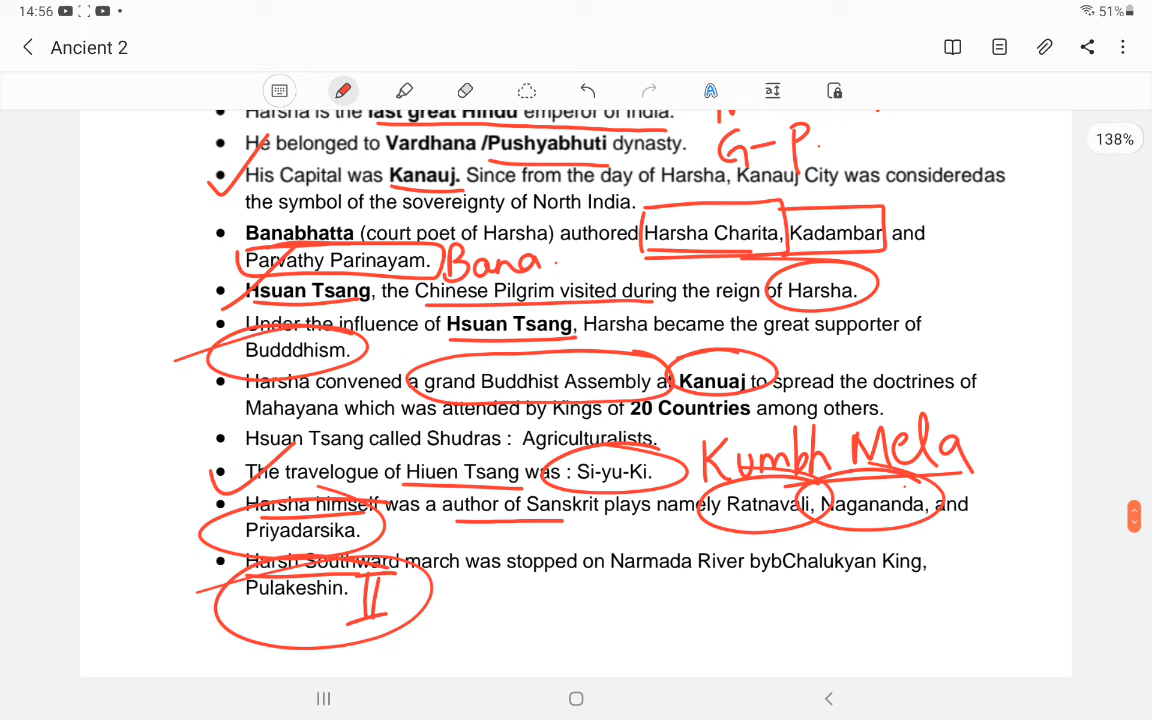 14:56 51%
Ancient 2
138%
Harsha is the last great Hindu emperor of India.
He belonged to Vardhana /Pushyabhuti dynasty.
G-P.
His Capital was Kanauj. Since from the day of Harsha, Kanauj City was consideredas
the symbol of the sovereignty of North India.
Banabhatta (court poet of Harsha) authored Harsha Charita, Kadambar and
Parvathy Parinayam. Bana.
Hsuan Tsang, the Chinese Pilgrim visited during the reign of Harsha.
Under the influence of Hsuan Tsang, Harsha became the great supporter of
Budddhism.
Harsha convened a grand Buddhist Assembly at Kanuaj to spread the doctrines of
Mahayana which was attended by Kings of 20 Countries among others.
Hsuan Tsang called Shudras : Agriculturalists.
Kumbh Mela
The travelogue of Hiuen Tsang was : Si-yu-Ki.
Harsha himself was a author of Sanskrit plays namely Ratnavali, Nagananda, and
Priyadarsika.
Harsh Southward march was stopped on Narmada River bybChalukyan King,
Pulakeshin. II